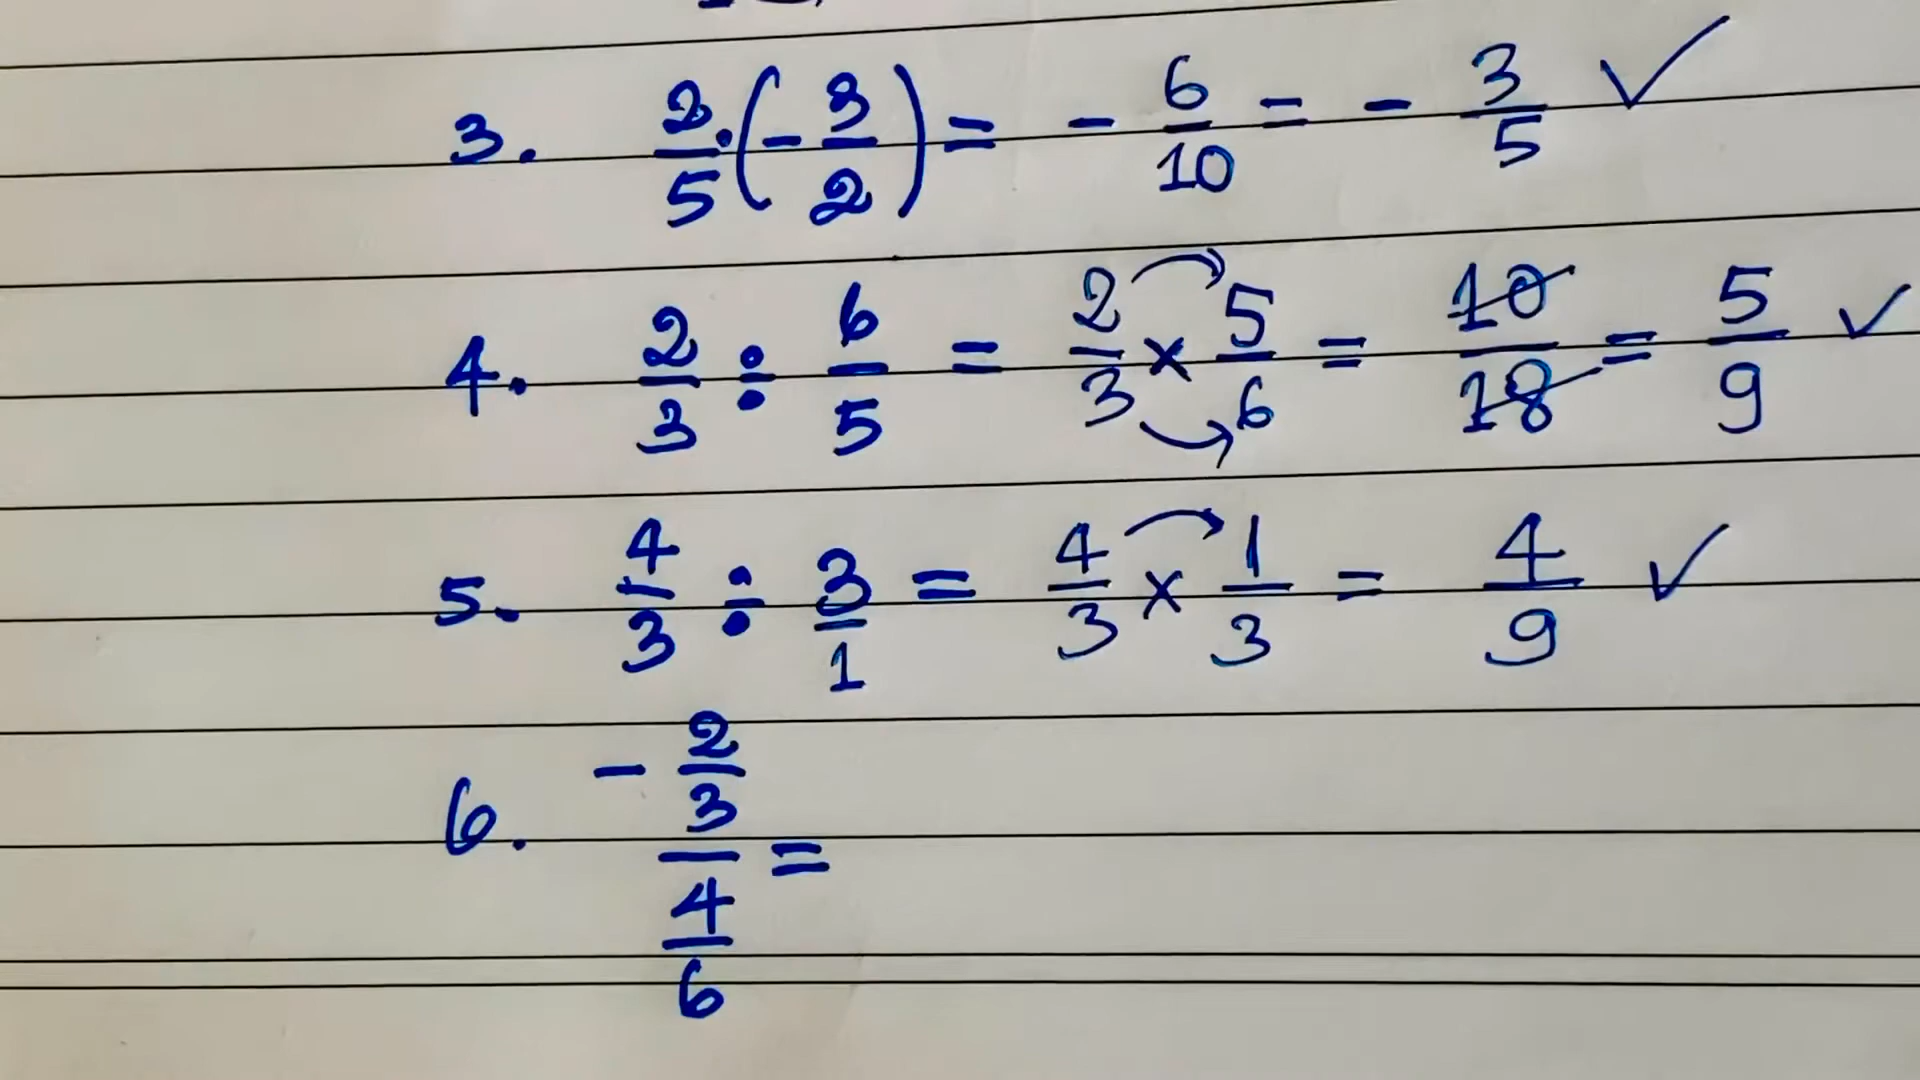 3. 2/5 · (- 3/2) = - 6/10 = - 3/5 ✓
4. 2/3 ÷ 6/5 = 2/3 × 5/6 = 10/18 = 5/9 ✓
5. 4/3 ÷ 3/1 = 4/3 × 1/3 = 4/9 ✓
6. - 2/3 / 4/6 =